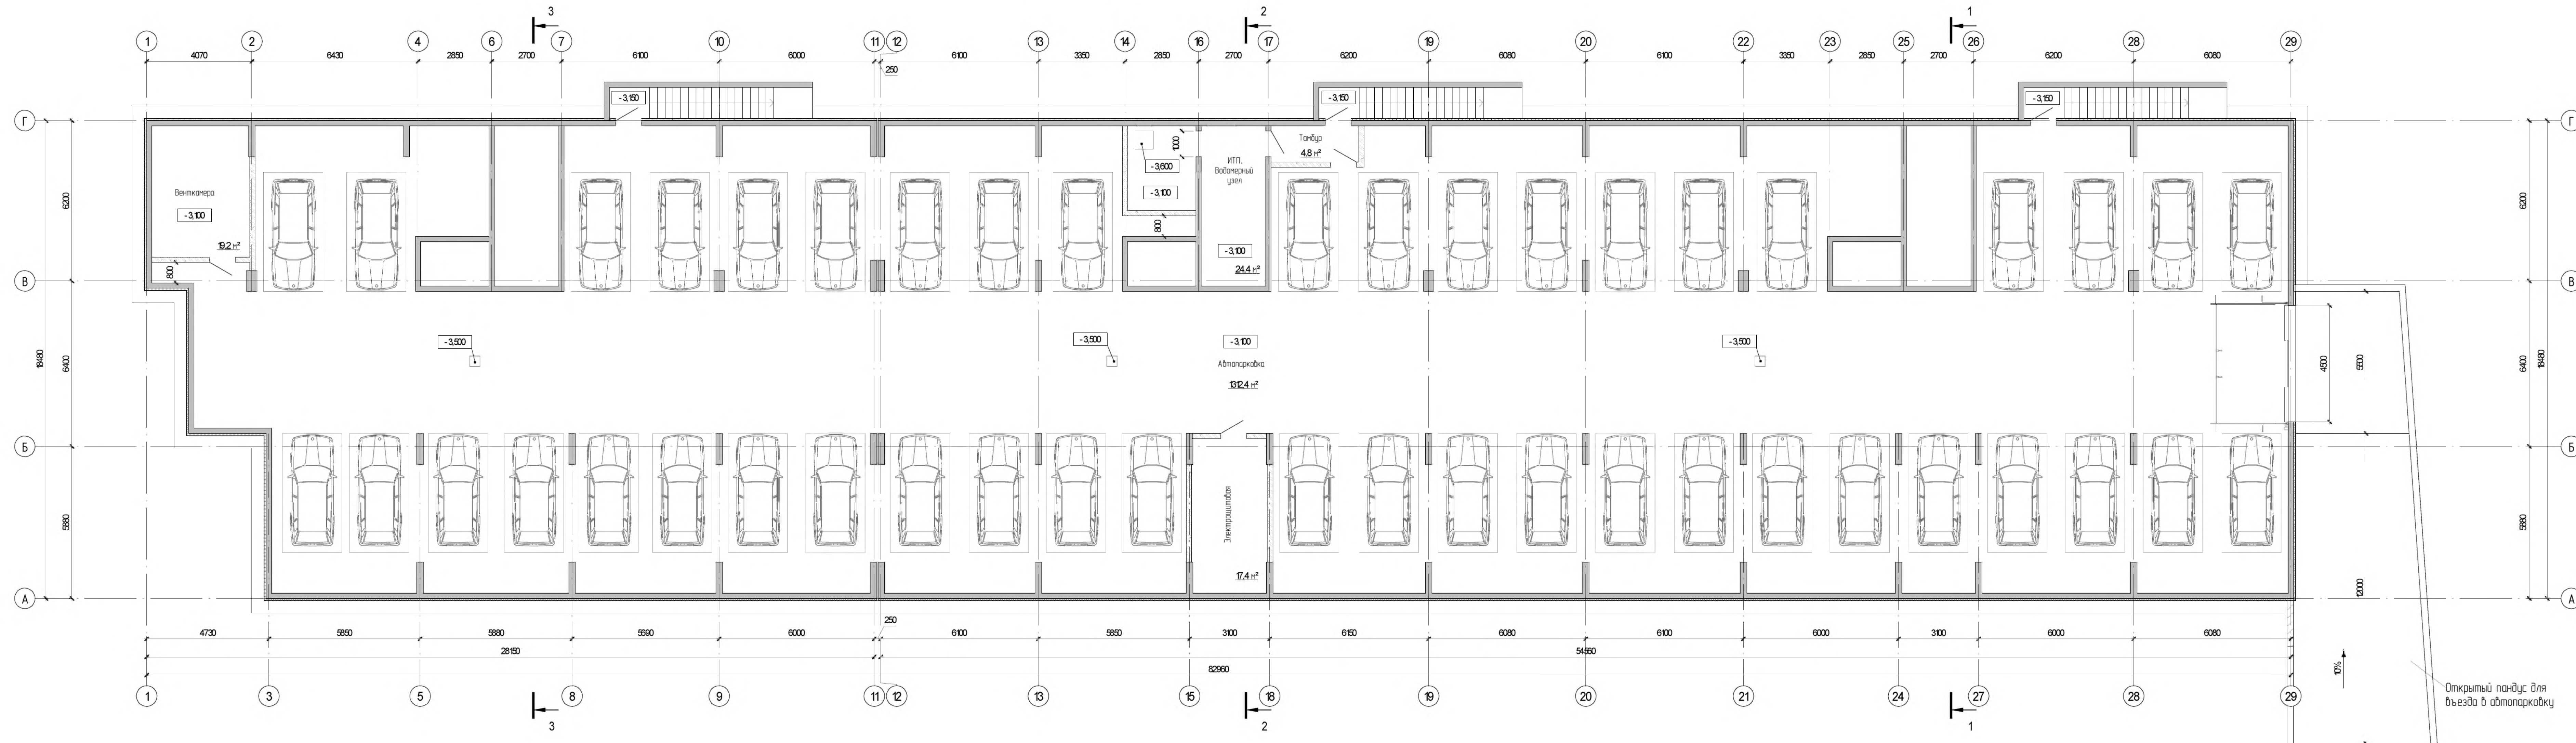 3 2 1
1 2 4 6 7 10 11 12 13 14 16 17 19 20 22 23 25 26 28 29
4070 6430 2850 2700 6100 6000 250 6100 3350 2850 2700 6200 6080 6100 3350 2850 2700 6200 6080
-3,150 -3,150 -3,150
Г Г
1000
Тамбур
4.8 м²
ИТП,
Водомерный
узел
-3,600
-3,100
Венткамера
-3,100
19.2 м²
6200 6200
800
-3,100
24.4 м²
800
В В
-3,500 -3,500 -3,100 -3,500
Автопарковка
1312.4 м²
18480 6400 4500 5500 6400 18480
Б Б
Электрощитовая
17.4 м²
5880 5880
12000
А А
250
4730 5850 5880 5690 6000 6100 5850 3100 6150 6080 6100 6000 3100 6000 6080
28150 54560
82960
10%
1 3 5 8 9 11 12 13 15 18 19 20 21 24 27 28 29
Открытый пандус для
въезда в автопарковку
3 2 1